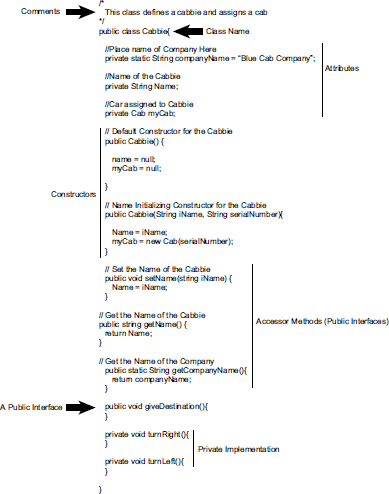 /*
Comments
This class defines a cabbie and assigns a cab
*/
public class Cabbie{
Class Name
//Place name of Company Here
private static String companyName = "Blue Cab Company";
//Name of the Cabbie
private String Name;
Attributes
//Car assigned to Cabbie
private Cab myCab;
// Default Constructor for the Cabbie
public Cabbie() {
name = null;
myCab = null;
}
Constructors
// Name Initializing Constructor for the Cabbie
public Cabbie(String iName, String serialNumber){
Name = iName;
myCab = new Cab(serialNumber);
}
// Set the Name of the Cabbie
public void setName(string iName) {
Name = iName;
}
// Get the Name of the Cabbie
public string getName() {
return Name;
}
Accessor Methods (Public Interfaces)
// Get the Name of the Company
public static String getCompanyName(){
return companyName;
}
A Public Interface
public void giveDestination(){
}
private void turnRight(){
}
Private Implementation
private void turnLeft(){
}
}